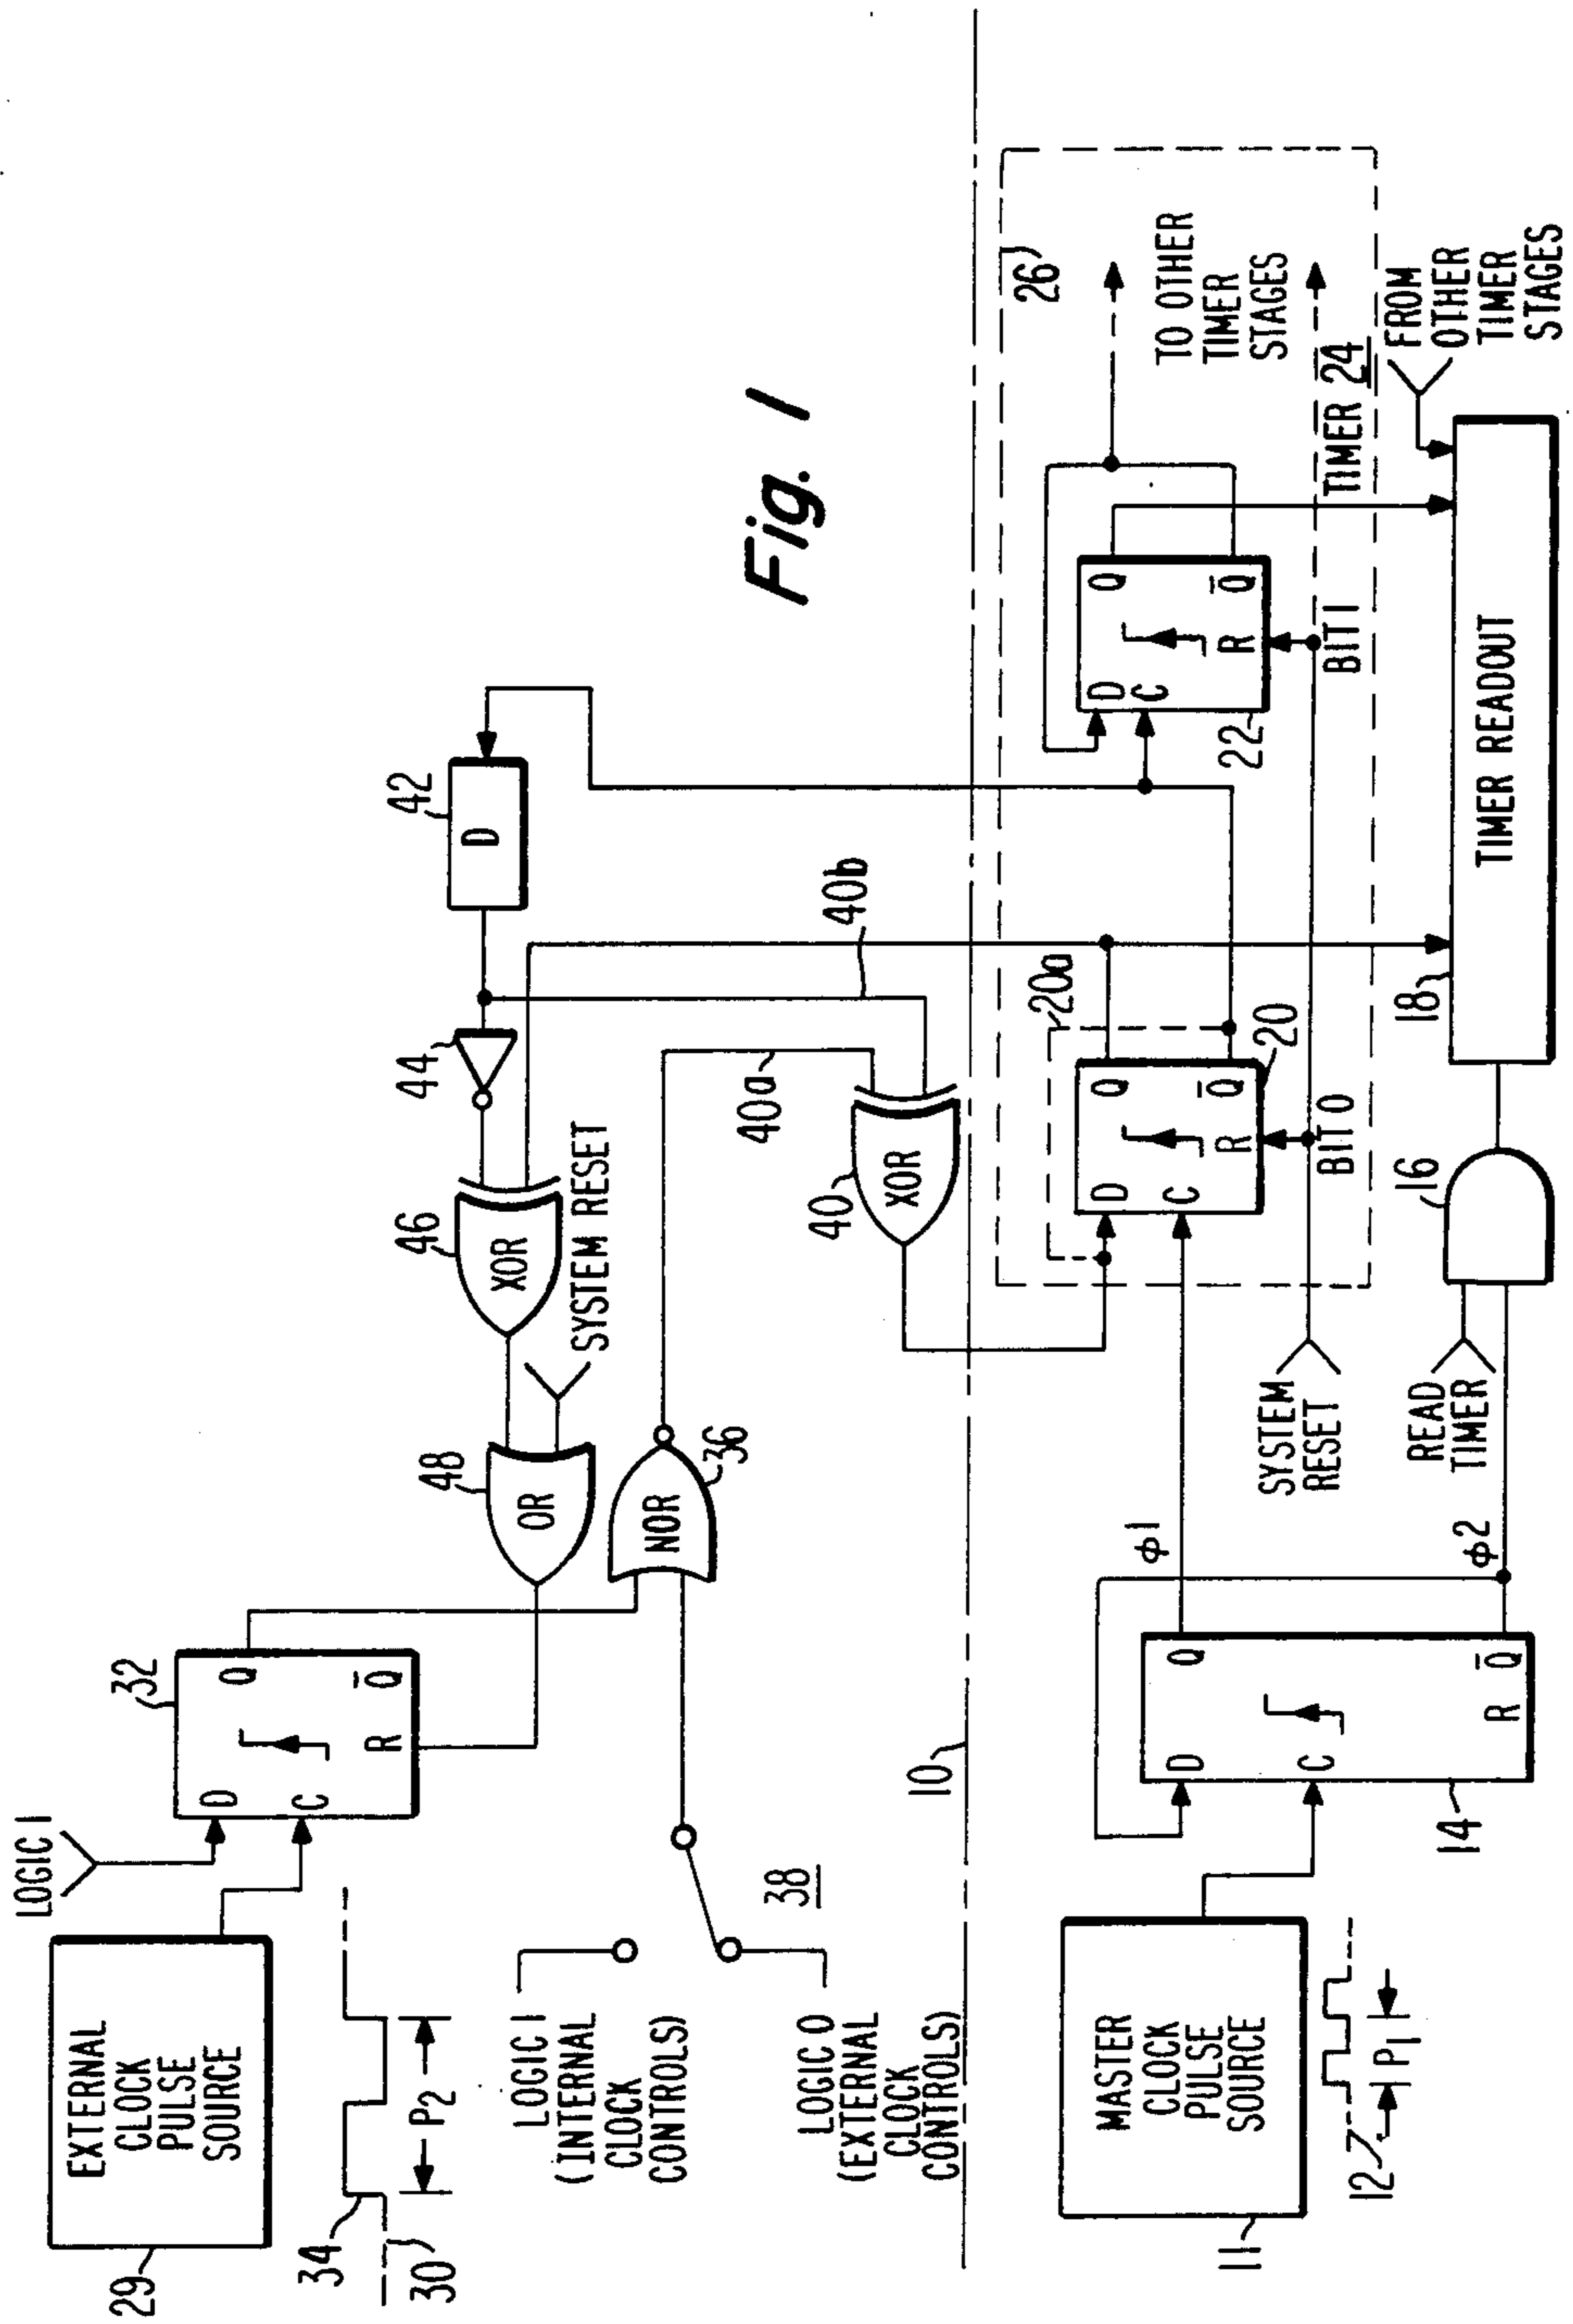 29
EXTERNAL
CLOCK
PULSE
SOURCE
34
30
P2
LOGIC 1
D
C
32
Q
Q̄
R
LOGIC 1
(INTERNAL
CLOCK
CONTROLS)
LOGIC 0
(EXTERNAL
CLOCK
CONTROLS)
38
48
OR
NOR
36
SYSTEM RESET
46
XOR
44
42
D
40
XOR
40a
40b
Fig. 1
10
11
MASTER
CLOCK
PULSE
SOURCE
12
P1
14
D
C
Q
Q̄
R
φ1
φ2
SYSTEM
RESET
READ
TIMER
16
20a
D
C
Q
Q̄
R
20
BIT 0
22
D
C
Q
Q̄
R
BIT 1
26
TO OTHER
TIMER
STAGES
TIMER 24
18
TIMER READOUT
FROM
OTHER
TIMER
STAGES